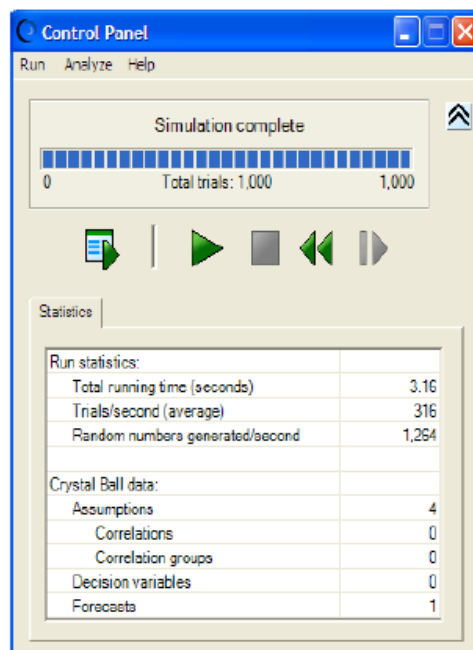 Control Panel
Run Analyze Help
Simulation complete
0 Total trials: 1,000 1,000
Statistics
Run statistics:
Total running time (seconds) 3.16
Trials/second (average) 316
Random numbers generated/second 1,264
Crystal Ball data:
Assumptions 4
Correlations 0
Correlation groups 0
Decision variables 0
Forecasts 1